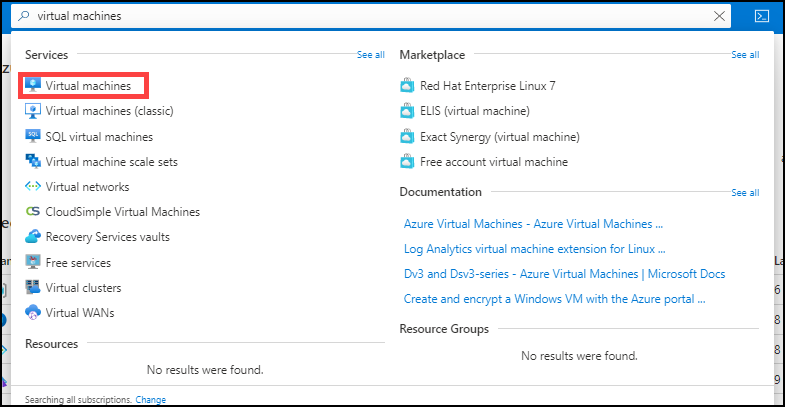 virtual machines
Services
See all
Virtual machines
Virtual machines (classic)
SQL virtual machines
Virtual machine scale sets
Virtual networks
CloudSimple Virtual Machines
Recovery Services vaults
Free services
Virtual clusters
Virtual WANs
Resources
No results were found.
Marketplace
See all
Red Hat Enterprise Linux 7
ELIS (virtual machine)
Exact Synergy (virtual machine)
Free account virtual machine
Documentation
See all
Azure Virtual Machines - Azure Virtual Machines ...
Log Analytics virtual machine extension for Linux ...
Dv3 and Dsv3-series - Azure Virtual Machines | Microsoft Docs
Create and encrypt a Windows VM with the Azure portal ...
Resource Groups
No results were found.
Searching all subscriptions. Change
La
6
8
8
9